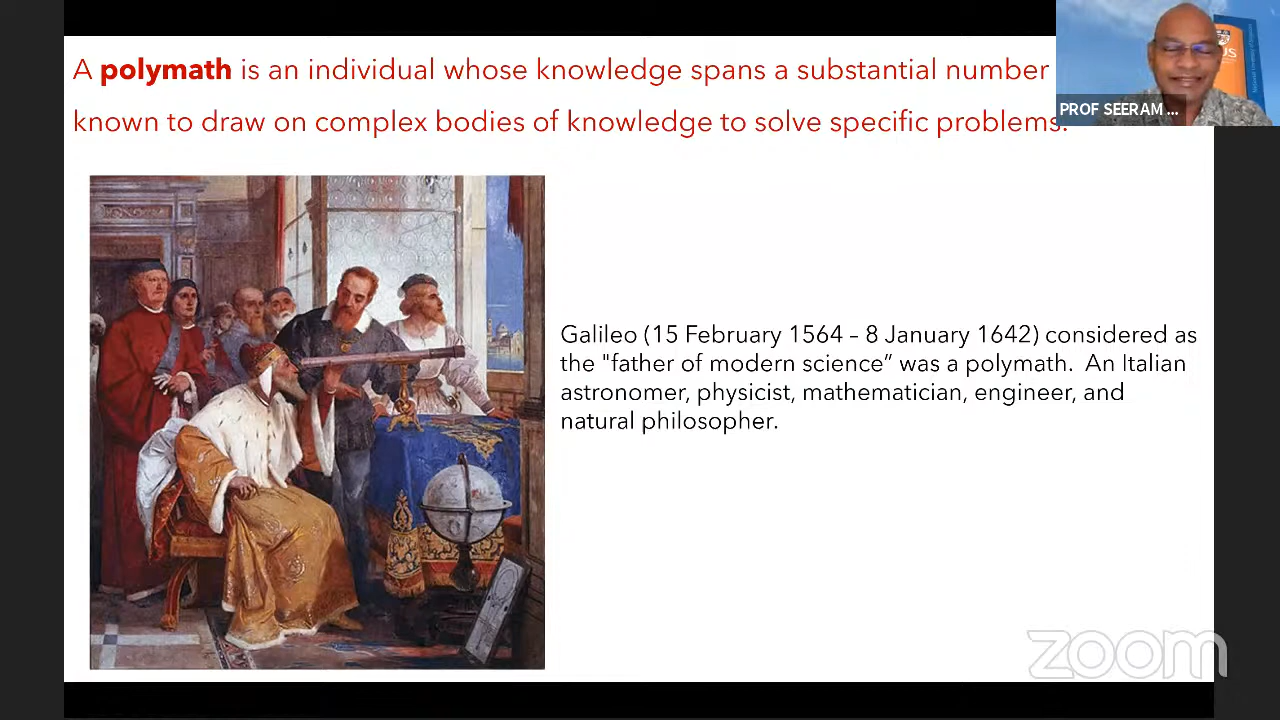 A polymath is an individual whose knowledge spans a substantial number
known to draw on complex bodies of knowledge to solve specific problems.
PROF SEERAM ...
Galileo (15 February 1564 – 8 January 1642) considered as
the "father of modern science” was a polymath.  An Italian
astronomer, physicist, mathematician, engineer, and
natural philosopher.
zoom